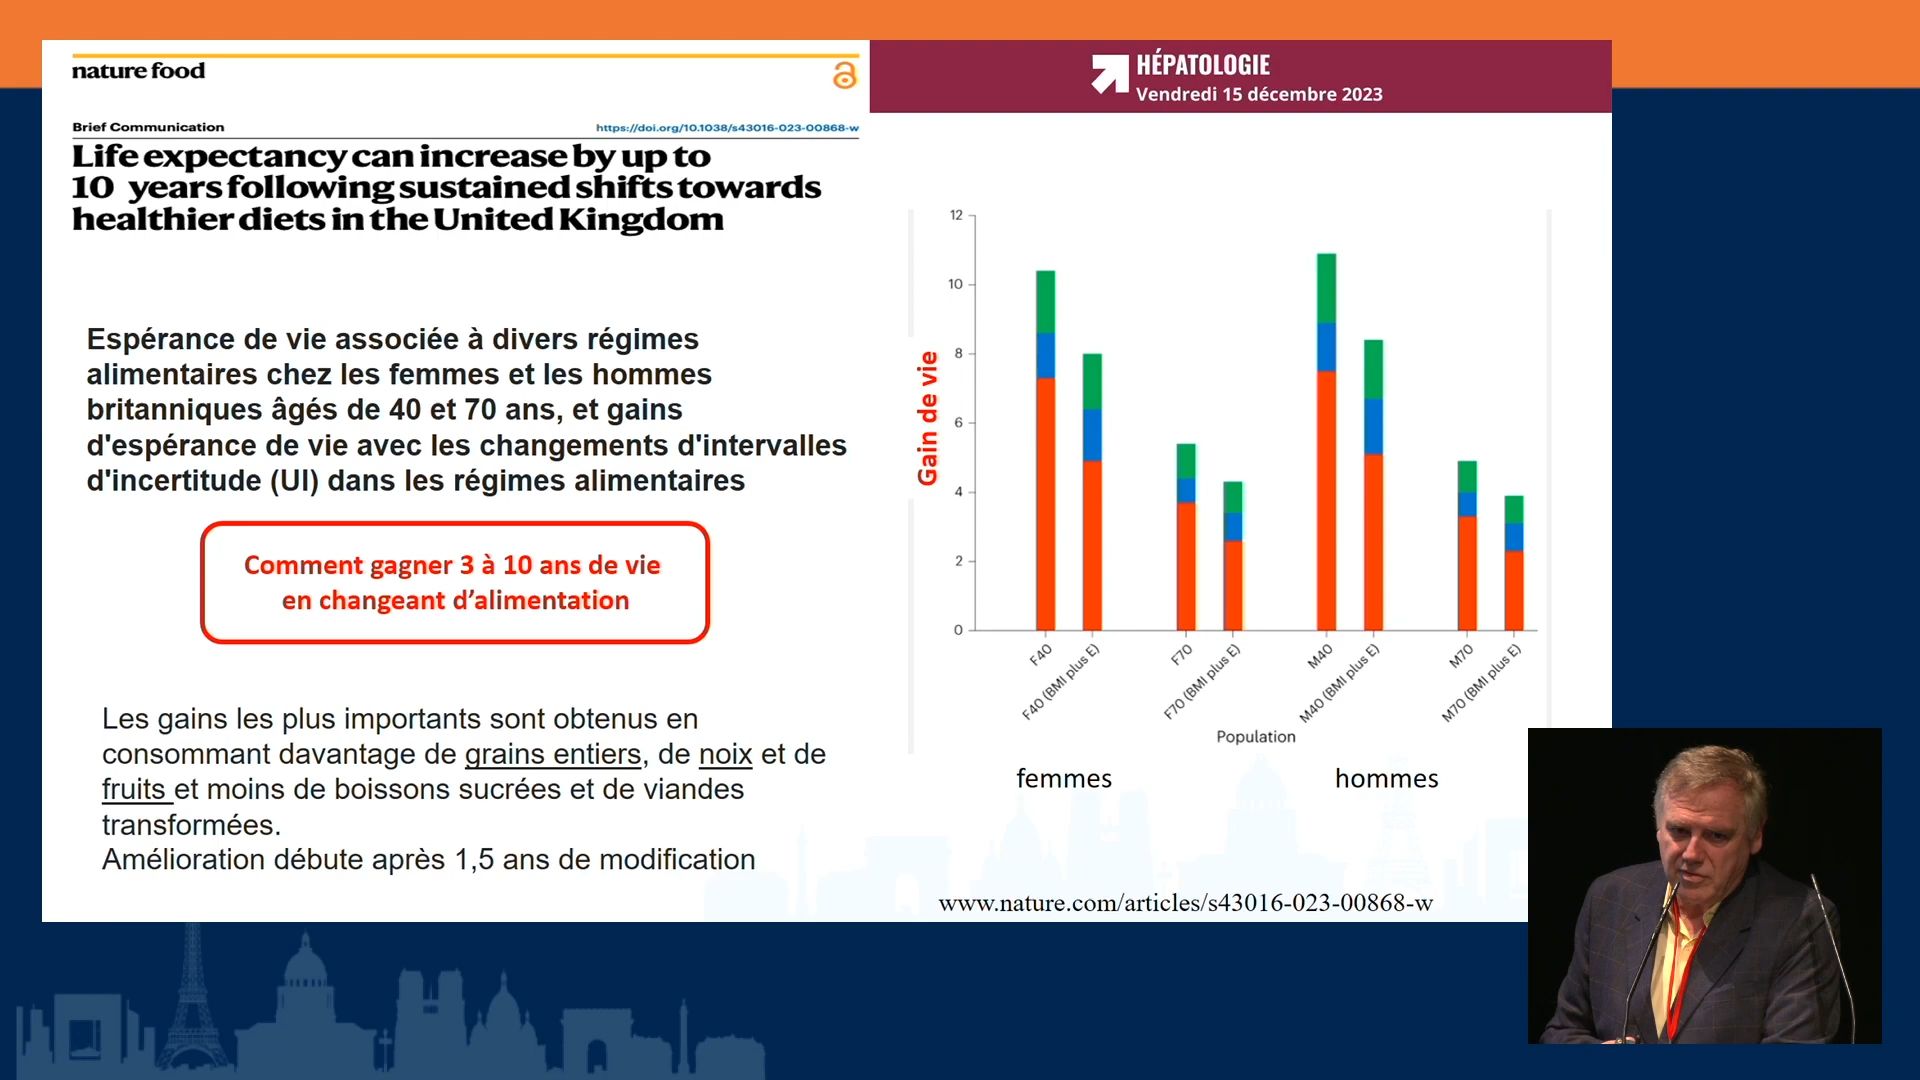 nature food
HÉPATOLOGIE
Vendredi 15 décembre 2023
Brief Communication
https://doi.org/10.1038/s43016-023-00868-w
Life expectancy can increase by up to
10 years following sustained shifts towards
healthier diets in the United Kingdom
Espérance de vie associée à divers régimes
alimentaires chez les femmes et les hommes
britanniques âgés de 40 et 70 ans, et gains
d'espérance de vie avec les changements d'intervalles
d'incertitude (UI) dans les régimes alimentaires
Comment gagner 3 à 10 ans de vie
en changeant d’alimentation
Les gains les plus importants sont obtenus en
consommant davantage de grains entiers, de noix et de
fruits et moins de boissons sucrées et de viandes
transformées.
Amélioration débute après 1,5 ans de modification
Gain de vie
12
10
8
6
4
2
0
F40
F40 (BMI plus E)
F70
F70 (BMI plus E)
M40
M40 (BMI plus E)
M70
M70 (BMI plus E)
Population
femmes
hommes
www.nature.com/articles/s43016-023-00868-w